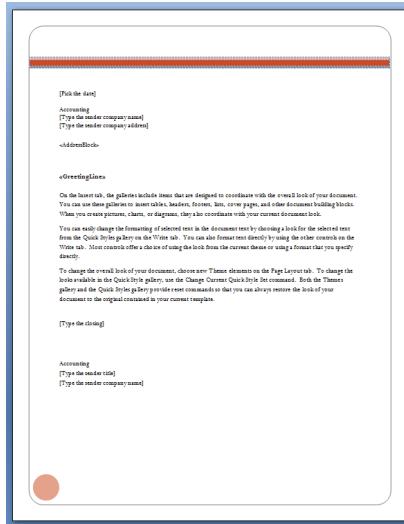 [Pick the date]
Accounting
[Type the sender company name]
[Type the sender company address]
«AddressBlock»
«GreetingLine»
On the Insert tab, the galleries include items that are designed to coordinate with the overall look of your document.
You can use these galleries to insert tables, headers, footers, lists, cover pages, and other document building blocks.
When you create pictures, charts, or diagrams, they also coordinate with your current document look.
You can easily change the formatting of selected text in the document text by choosing a look for the selected text
from the Quick Styles gallery on the Write tab. You can also format text directly by using the other controls on the
Write tab. Most controls offer a choice of using the look from the current theme or using a format that you specify
directly.
To change the overall look of your document, choose new Theme elements on the Page Layout tab. To change the
looks available in the Quick Style gallery, use the Change Current Quick Style Set command. Both the Themes
gallery and the Quick Styles gallery provide reset commands so that you can always restore the look of your
document to the original contained in your current template.
[Type the closing]
Accounting
[Type the sender title]
[Type the sender company name]